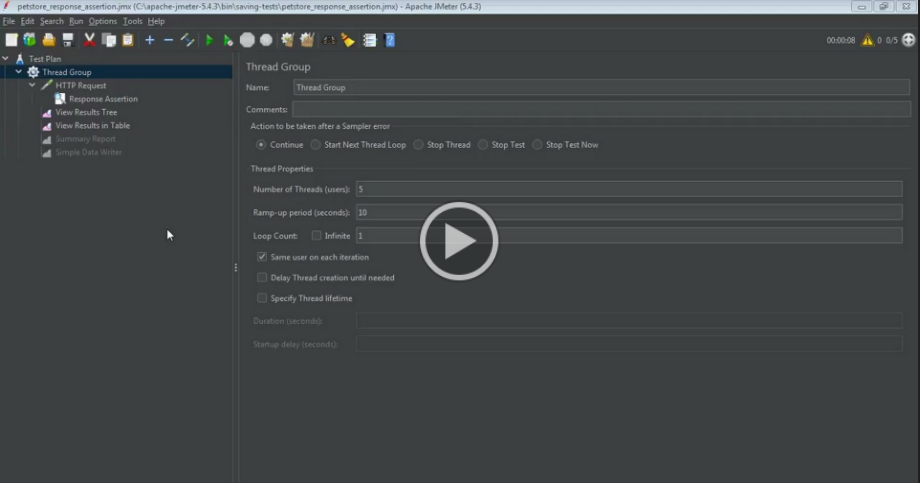 petstore_response_assertion.jmx (C:\apache-jmeter-5.4.3\bin\saving-tests\petstore_response_assertion.jmx) - Apache JMeter (5.4.3)
File Edit Search Run Options Tools Help
00:00:08 0 0/5
Test Plan
Thread Group
HTTP Request
Response Assertion
View Results Tree
View Results in Table
Summary Report
Simple Data Writer
Thread Group
Name: Thread Group
Comments:
Action to be taken after a Sampler error
Continue Start Next Thread Loop Stop Thread Stop Test Stop Test Now
Thread Properties
Number of Threads (users): 5
Ramp-up period (seconds): 10
Loop Count: Infinite 1
Same user on each iteration
Delay Thread creation until needed
Specify Thread lifetime
Duration (seconds):
Startup delay (seconds):